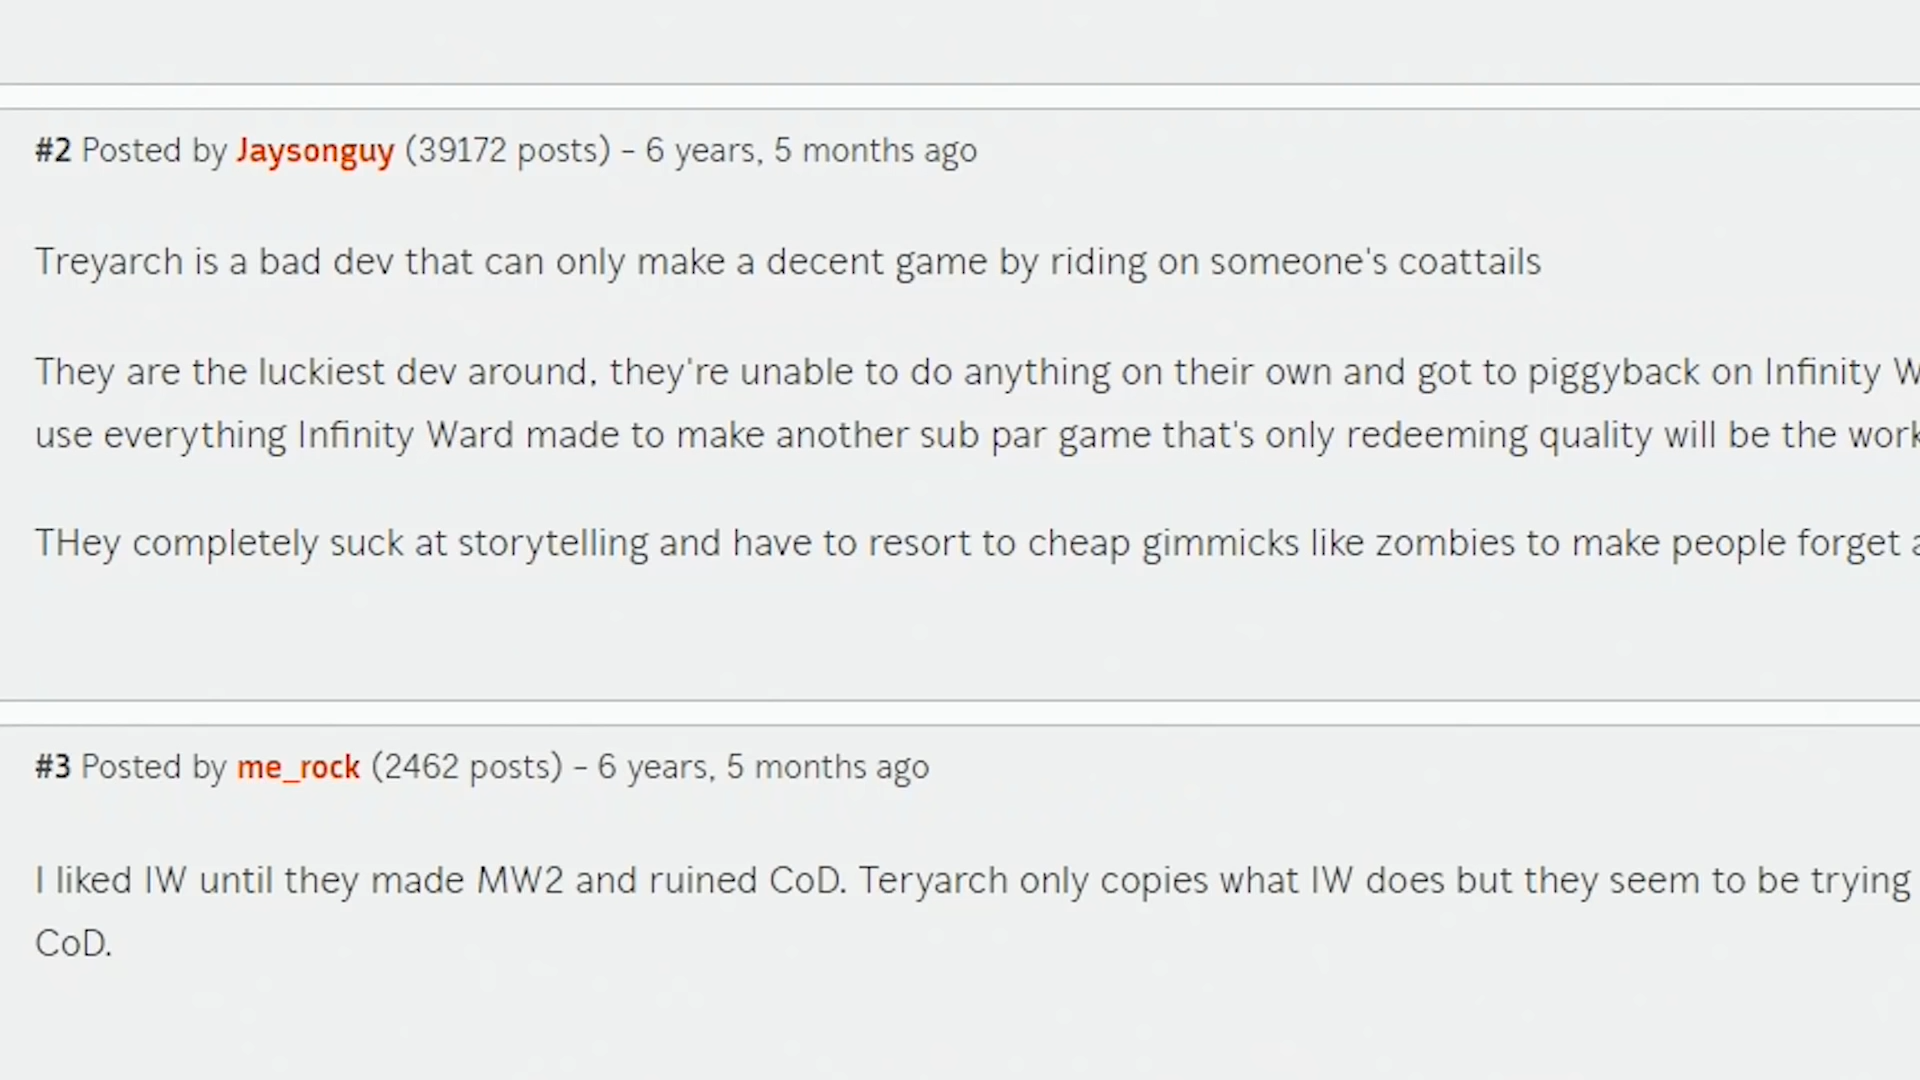 #2 Posted by Jaysonguy (39172 posts) - 6 years, 5 months ago
Treyarch is a bad dev that can only make a decent game by riding on someone's coattails
They are the luckiest dev around, they're unable to do anything on their own and got to piggyback on Infinity
use everything Infinity Ward made to make another sub par game that's only redeeming quality will be the work
THey completely suck at storytelling and have to resort to cheap gimmicks like zombies to make people forget
#3 Posted by me_rock (2462 posts) - 6 years, 5 months ago
I liked IW until they made MW2 and ruined CoD. Teryarch only copies what IW does but they seem to be trying
CoD.